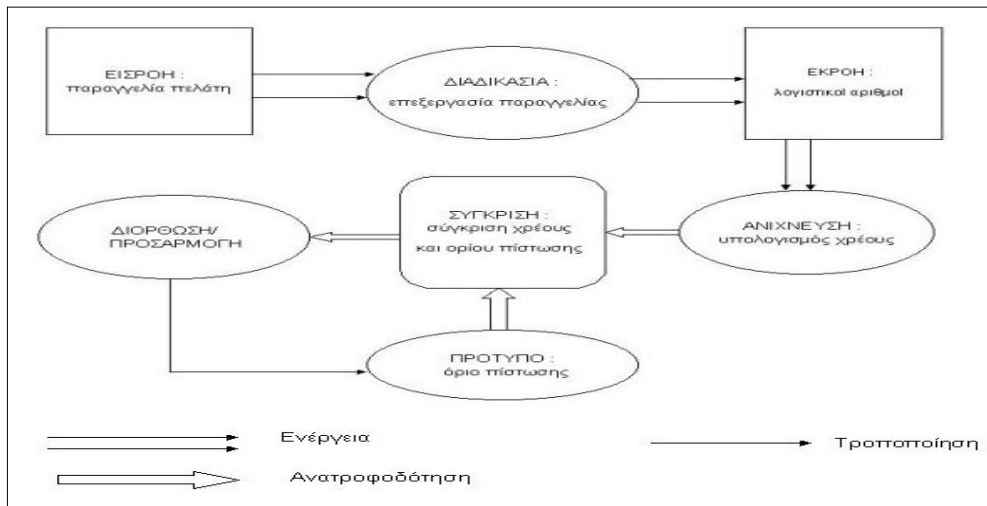 ΕΙΣΡΟΗ :
παραγγελία πελάτη
ΔΙΑΔΙΚΑΣΙΑ :
επεξεργασία παραγγελίας
ΕΚΡΟΗ :
λογιστικοί αριθμοί
ΔΙΟΡΘΩΣΗ/
ΠΡΟΣΑΡΜΟΓΗ
ΣΥΓΚΡΙΣΗ :
σύγκριση χρέους
και ορίου πίστωσης
ΑΝΙΧΝΕΥΣΗ :
υπολογισμός χρέους
ΠΡΟΤΥΠΟ :
όριο πίστωσης
Ενέργεια
Τροποποίηση
Ανατροφοδότηση